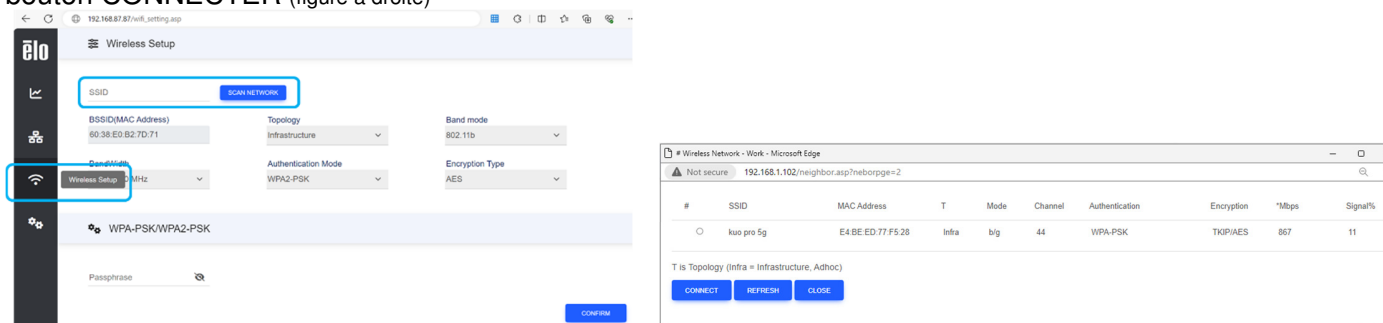 bouton CONNECTER (figure à droite)
192.168.87.87/wifi_setting.asp
ēlo
Wireless Setup
SSID
SCAN NETWORK
BSSID(MAC Address)
Topology
Band mode
60:38:E0:B2:7D:71
Infrastructure
802.11b
BandWidth
Authentication Mode
Encryption Type
Wireless Setup
MHz
WPA2-PSK
AES
WPA-PSK/WPA2-PSK
Passphrase
CONFIRM
# Wireless Network - Work - Microsoft Edge
Not secure 192.168.1.102/neighbor.asp?neborpge=2
# SSID MAC Address T Mode Channel Authentication Encryption *Mbps Signal%
kuo pro 5g E4:BE:ED:77:F5:28 Infra b/g 44 WPA-PSK TKIP/AES 867 11
T is Topology (Infra = Infrastructure, Adhoc)
CONNECT REFRESH CLOSE